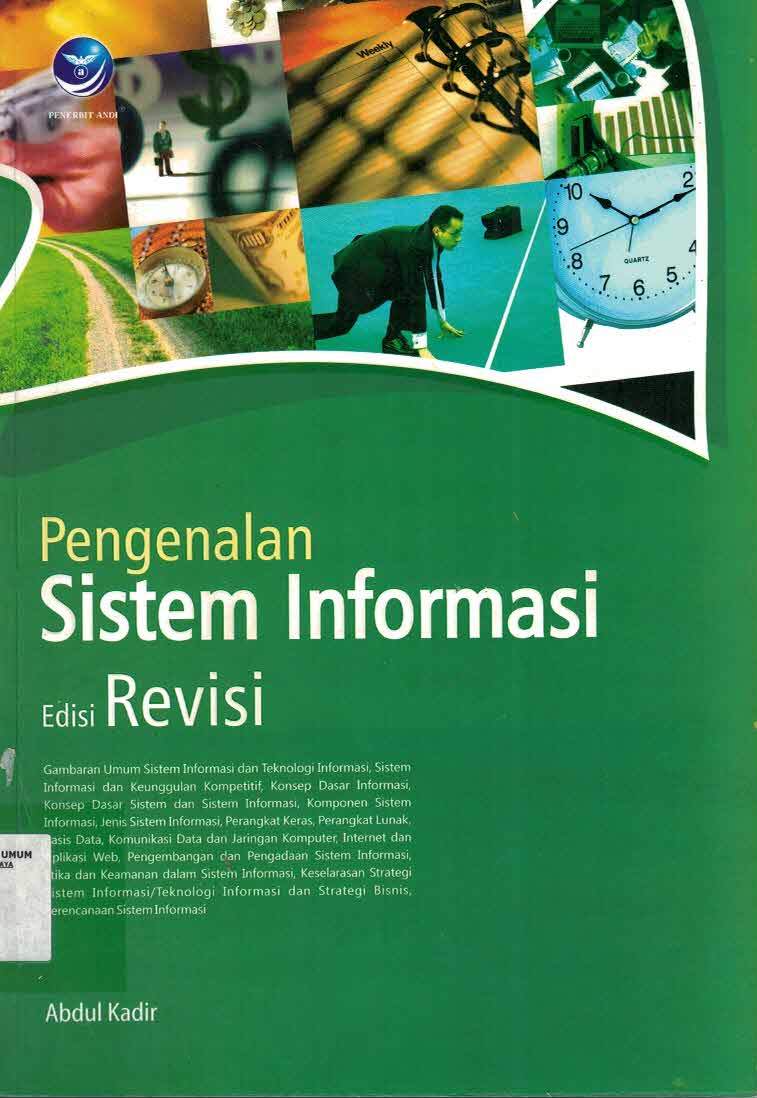 PENERBIT ANDI
Weekly
100
10
2
9
8
7
6
5
4
QUARTZ
Pengenalan
Sistem Informasi
Edisi Revisi
Gambaran Umum Sistem Informasi dan Teknologi Informasi, Sistem
Informasi dan Keunggulan Kompetitif, Konsep Dasar Informasi,
Konsep Dasar Sistem dan Sistem Informasi, Komponen Sistem
Informasi, Jenis Sistem Informasi, Perangkat Keras, Perangkat Lunak,
asis Data, Komunikasi Data dan Jaringan Komputer, Internet dan
plikasi Web, Pengembangan dan Pengadaan Sistem Informasi,
tika dan Keamanan dalam Sistem Informasi, Keselarasan Strategi
istem Informasi/Teknologi Informasi dan Strategi Bisnis,
erencanaan Sistem Informasi
UMUM
AYA
Abdul Kadir